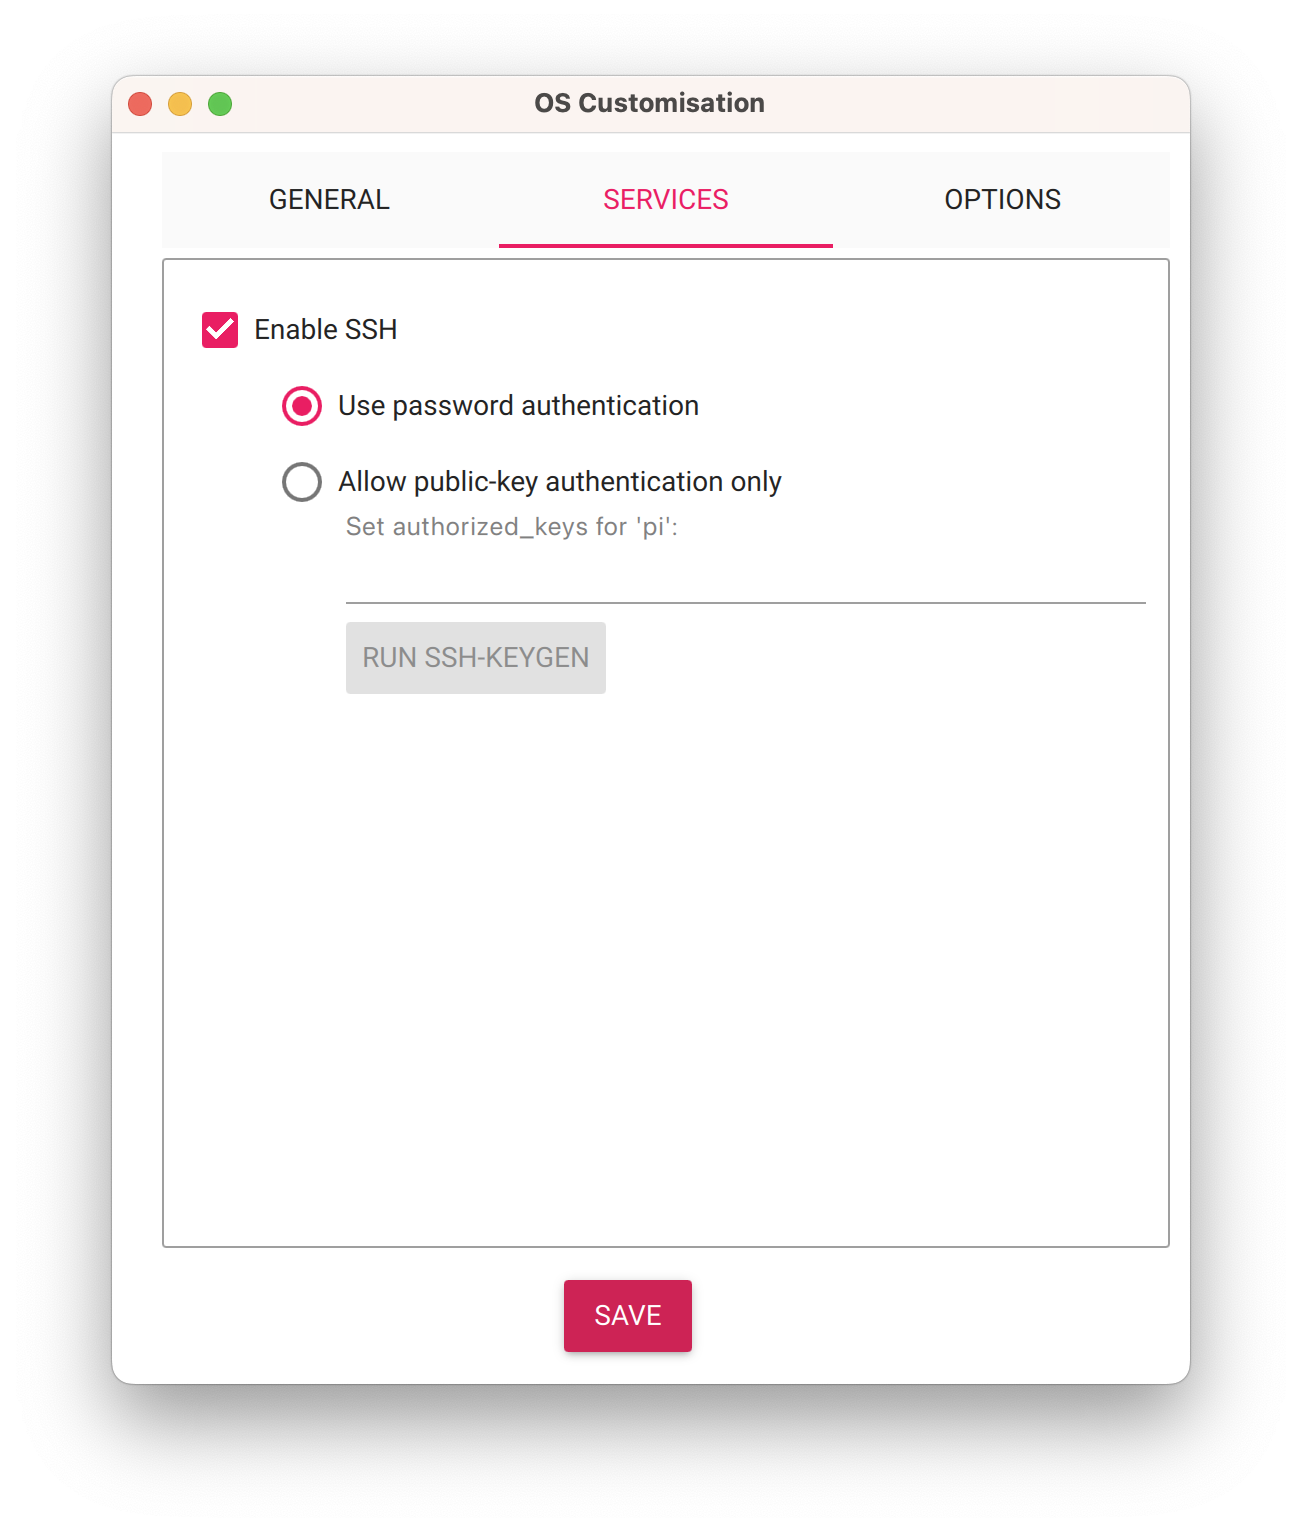 OS Customisation
GENERAL
SERVICES
OPTIONS
Enable SSH
Use password authentication
Allow public-key authentication only
Set authorized_keys for 'pi':
RUN SSH-KEYGEN
SAVE